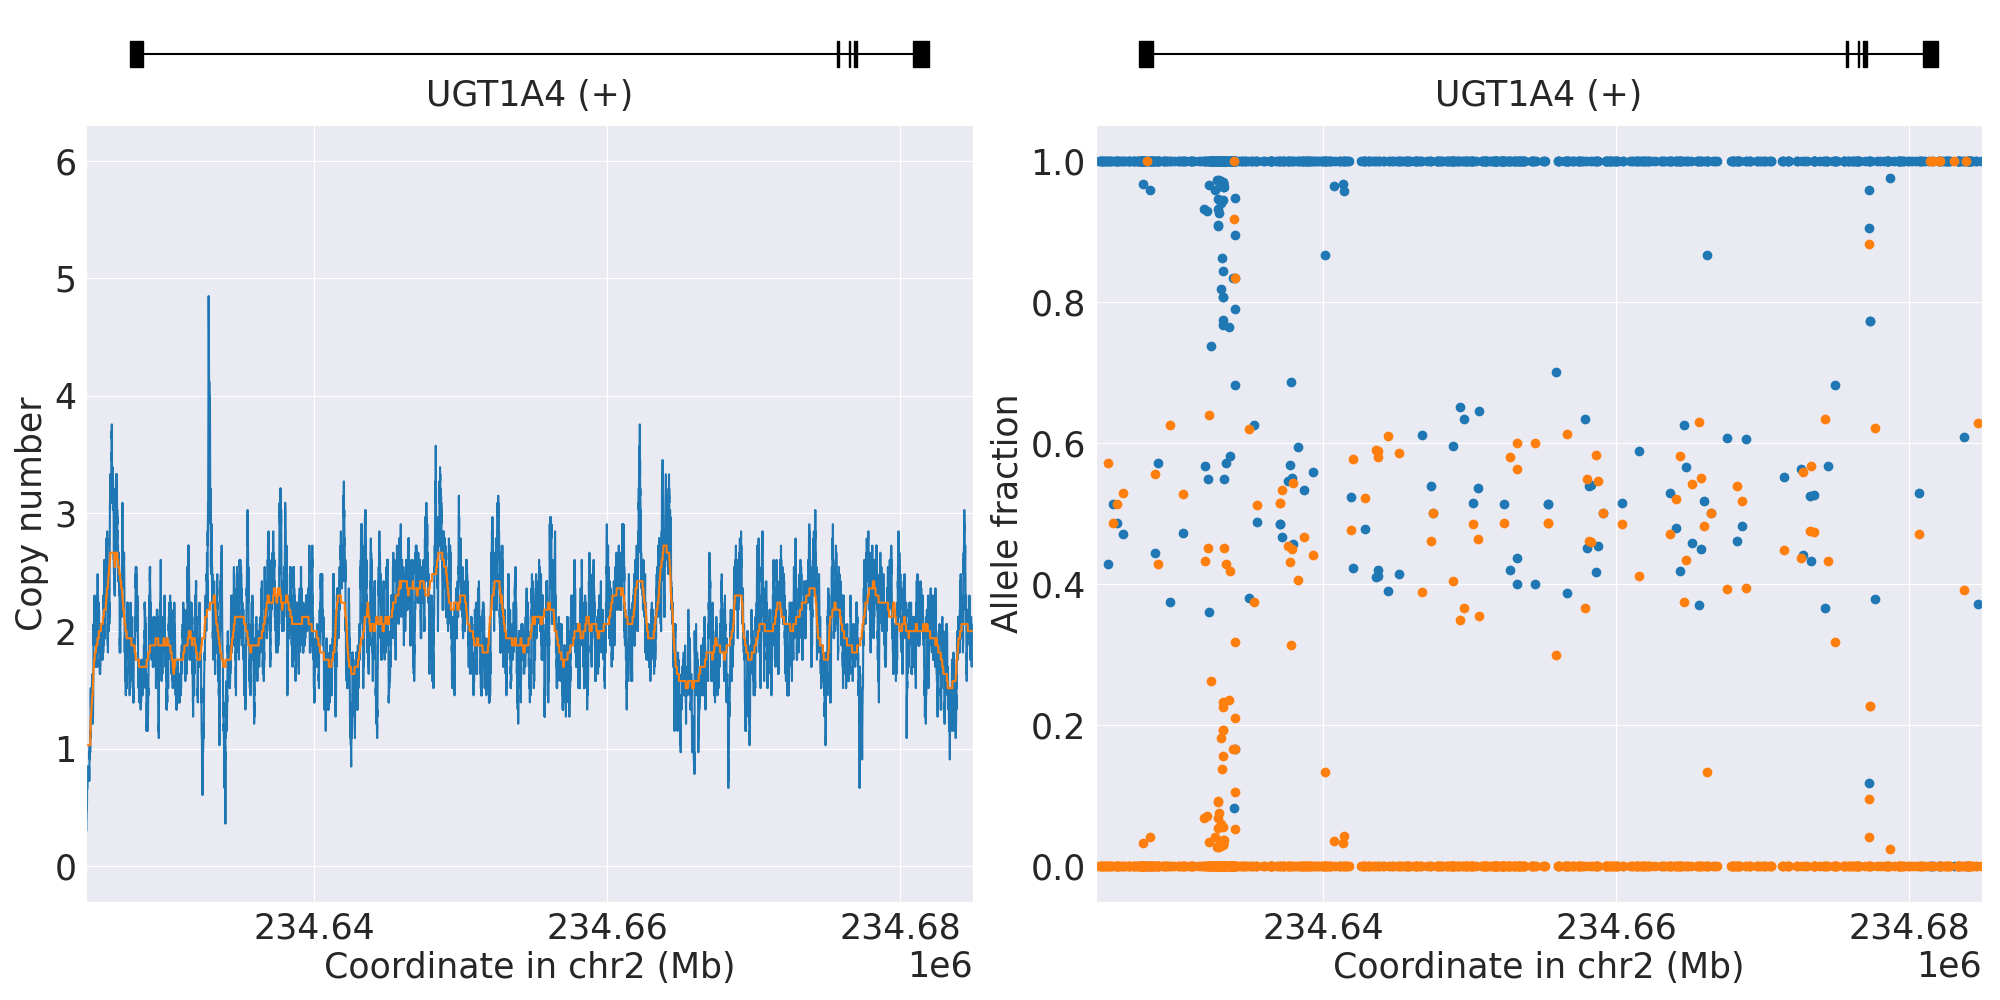 UGT1A4 (+)
Copy number
6
5
4
3
2
1
0
234.64
234.66
234.68
Coordinate in chr2 (Mb)
1e6
UGT1A4 (+)
Allele fraction
1.0
0.8
0.6
0.4
0.2
0.0
234.64
234.66
234.68
Coordinate in chr2 (Mb)
1e6